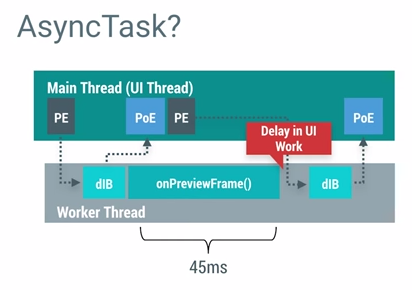 AsyncTask?
Main Thread (UI Thread)
PE
PoE
PE
PoE
Delay in UI
Work
dIB
onPreviewFrame()
dIB
Worker Thread
45ms